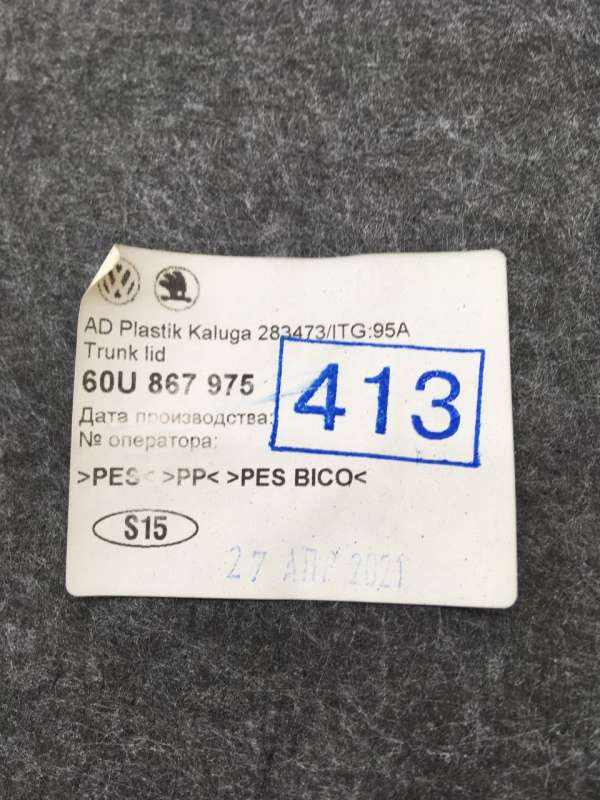 AD Plastik Kaluga 283473/ITG:95A
Trunk lid
60U 867 975
413
Дата производства:
№ оператора:
>PES< >PP< >PES BICO<
S15
27 АПР 2021